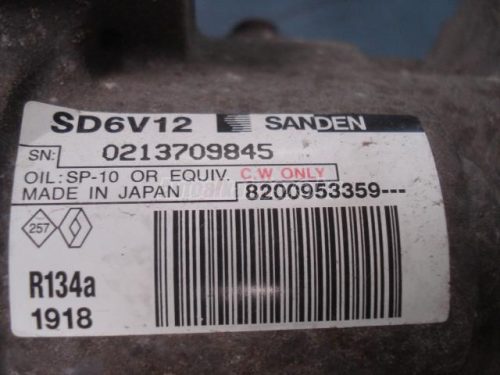 SD6V12 SANDEN
SN: 0213709845
OIL: SP-10 OR EQUIV. C.W ONLY
MADE IN JAPAN 8200953359---
257
R134a
1918